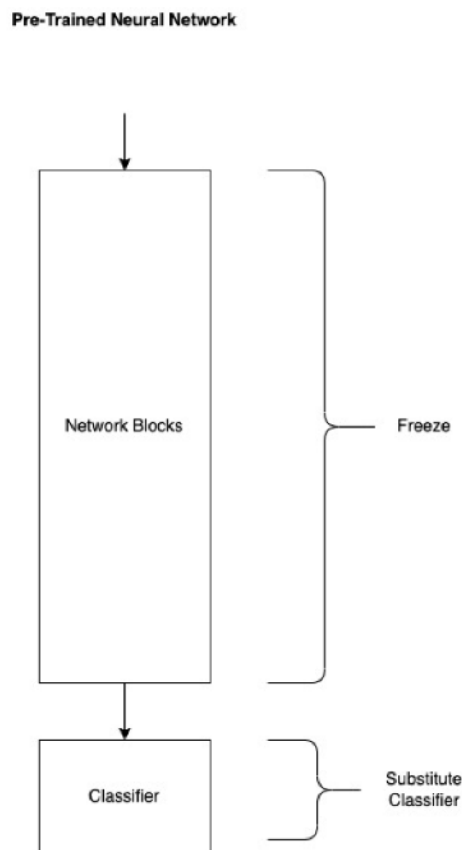 Pre-Trained Neural Network
Network Blocks
Freeze
Classifier
Substitute
Classifier